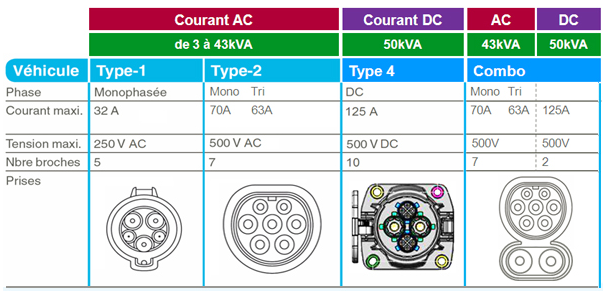 Courant AC Courant DC AC DC
de 3 à 43kVA 50kVA 43kVA 50kVA
Véhicule Type-1 Type-2 Type 4 Combo
Phase Monophasée Mono Tri DC Mono Tri
Courant maxi. 32 A 70A 63A 125 A 70A 63A 125A
Tension maxi. 250 V AC 500 V AC 500 V DC 500V 500V
Nbre broches 5 7 10 7 2
Prises